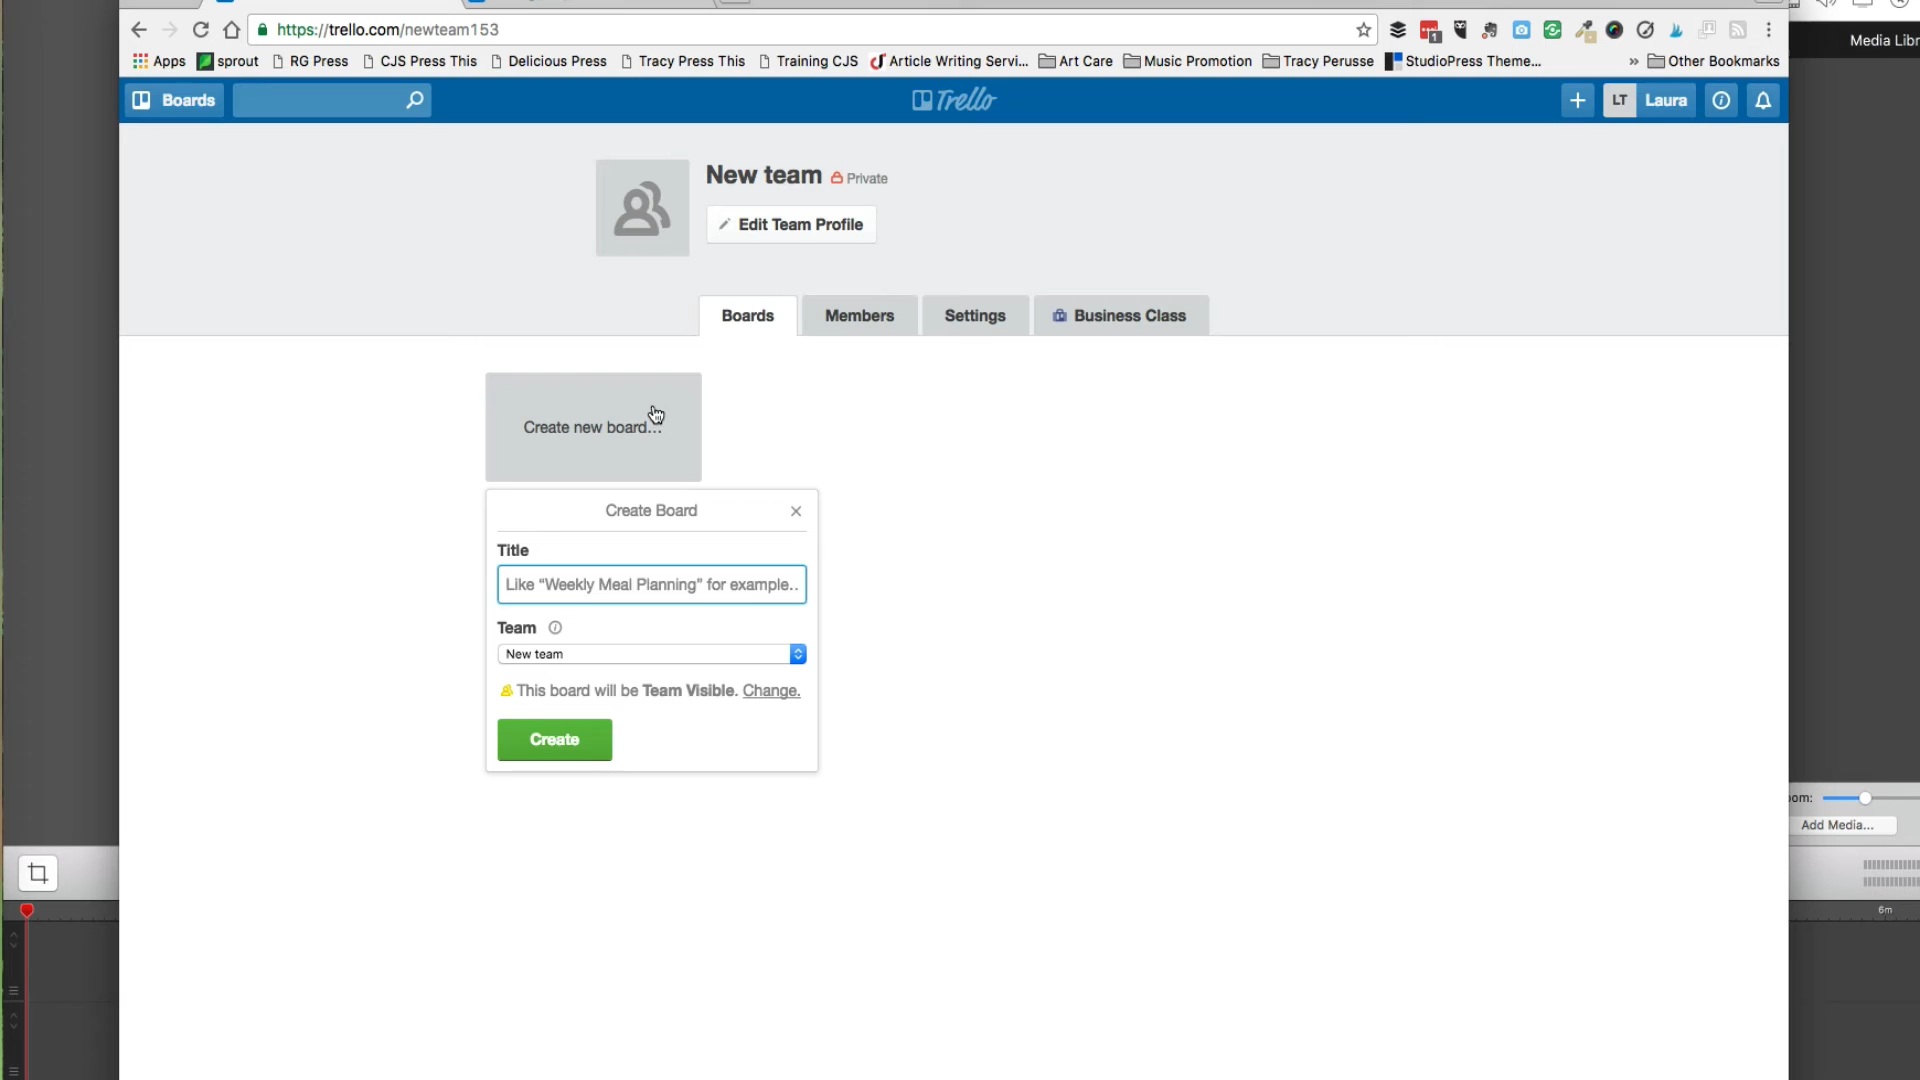 https://trello.com/newteam153
1
Media Libr
Apps sprout RG Press CJS Press This Delicious Press Tracy Press This Training CJS Article Writing Servi... Art Care Music Promotion Tracy Perusse StudioPress Theme... » Other Bookmarks
Boards Trello + LT Laura
New team Private
Edit Team Profile
Boards Members Settings Business Class
Create new board...
Create Board
Title
Like “Weekly Meal Planning” for example..
Team
New team
This board will be Team Visible. Change.
Create
oom:
Add Media...
6m